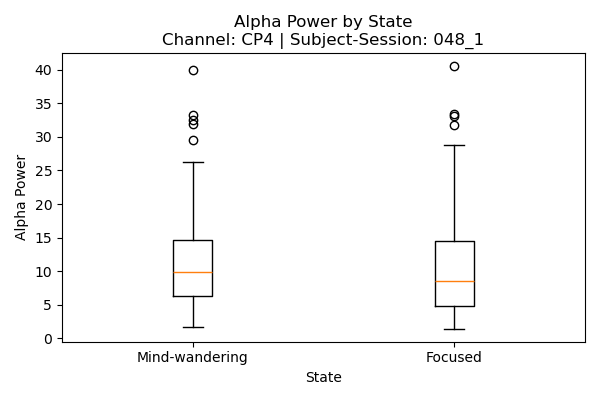 Alpha Power by State
Channel: CP4 | Subject-Session: 048_1
Alpha Power
40
35
30
25
20
15
10
5
0
Mind-wandering
Focused
State